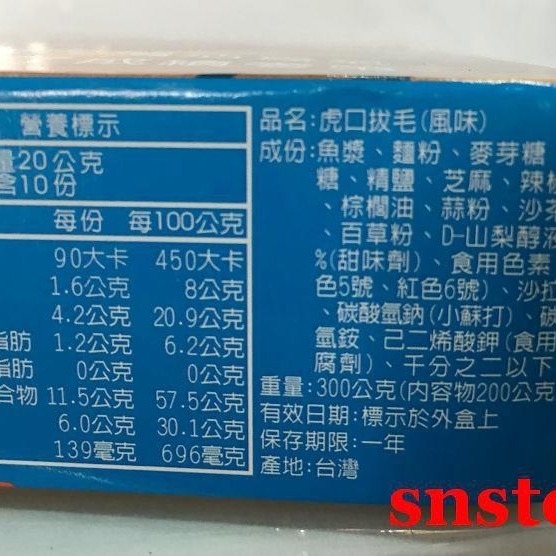 營養標示
量20公克
含10份
每份 每100公克
90大卡 450大卡
1.6公克 8公克
4.2公克 20.9公克
脂肪 1.2公克 6.2公克
脂肪 0公克 0公克
合物 11.5公克 57.5公克
6.0公克 30.1公克
139毫克 696毫克
品名:虎口拔毛(風味)
成份:魚漿、麵粉、麥芽糖
糖、精鹽、芝麻、辣椒
、棕櫚油、蒜粉、沙
、百草粉、D-山梨醇液
%(甜味劑)、食用色素
色5號、紅色6號)、沙拉
、碳酸氫鈉(小蘇打)、碳
氫銨、己二烯酸鉀(食用
腐劑)、千分之二以下
重量:300公克(內容物200公克
有效日期:標示於外盒上
保存期限:一年
產地:台灣
snste